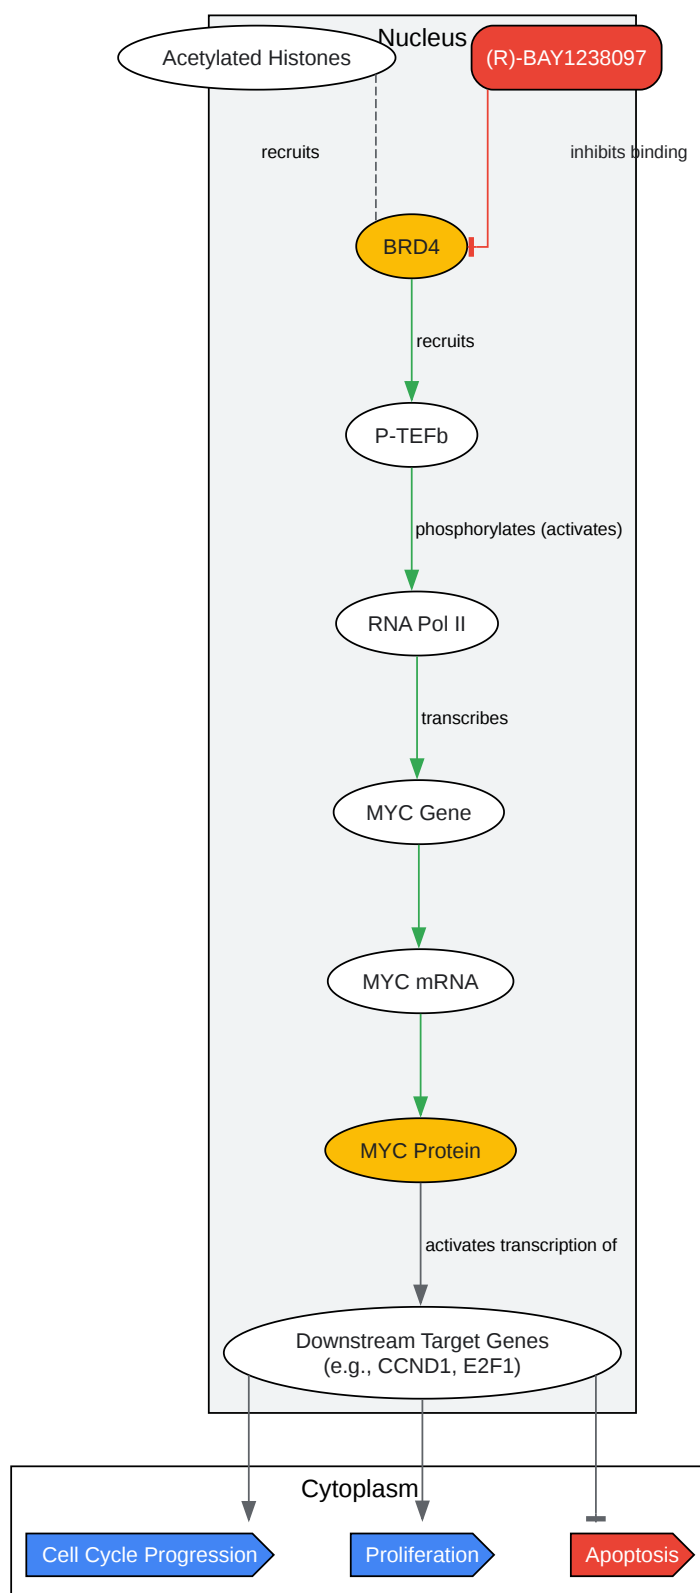 Nucleus
Acetylated Histones
(R)-BAY1238097
recruits
inhibits binding
BRD4
recruits
P-TEFb
phosphorylates (activates)
RNA Pol II
transcribes
MYC Gene
MYC mRNA
MYC Protein
activates transcription of
Downstream Target Genes
(e.g., CCND1, E2F1)
Cytoplasm
Cell Cycle Progression
Proliferation
Apoptosis